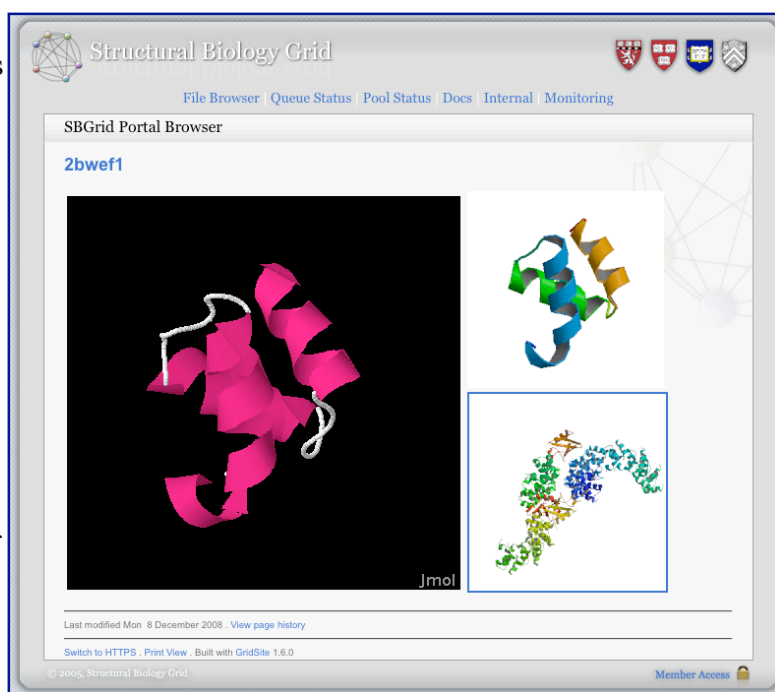 Structural Biology Grid
File Browser | Queue Status | Pool Status | Docs | Internal | Monitoring
SBGrid Portal Browser
2bwef1
Jmol
Last modified Mon 8 December 2008 . View page history
Switch to HTTPS . Print View . Built with GridSite 1.6.0
© 2005, Structural Biology Grid
Member Access